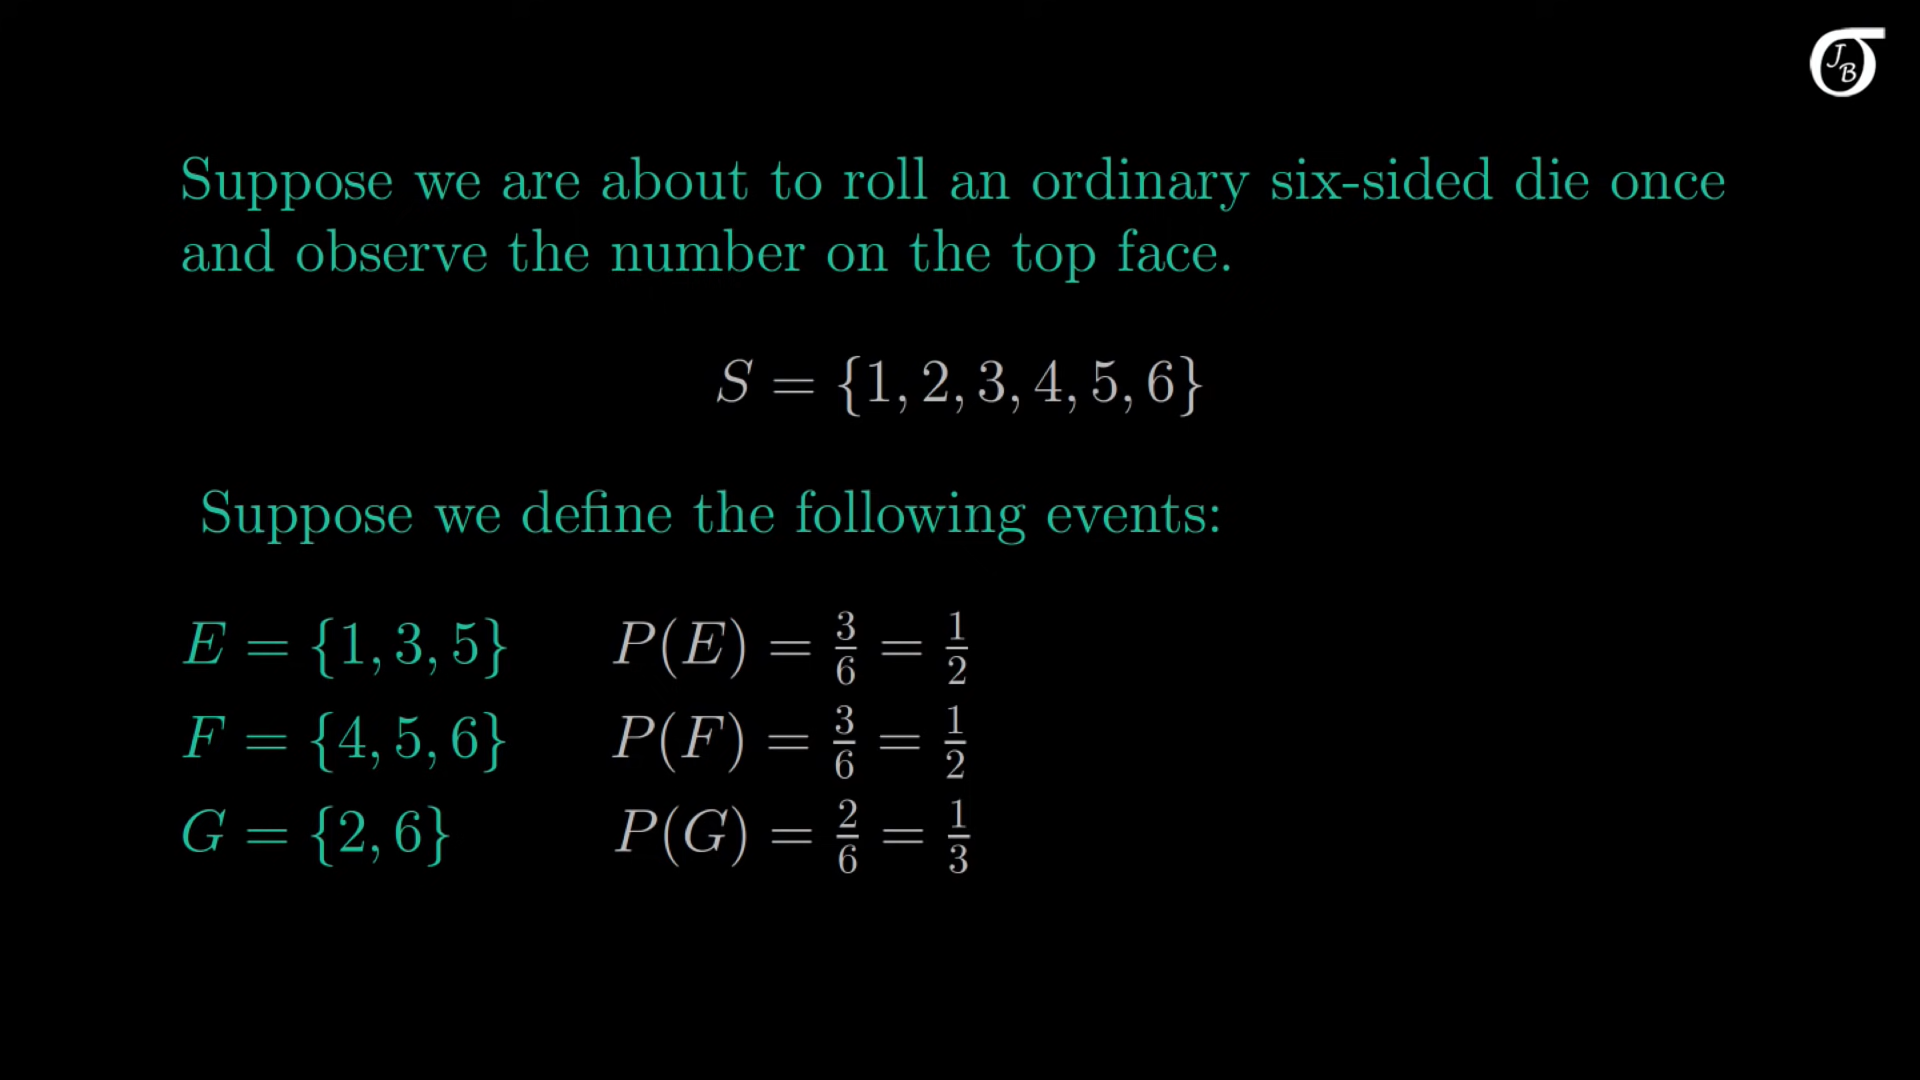 J B
Suppose we are about to roll an ordinary six-sided die once
and observe the number on the top face.
S = {1, 2, 3, 4, 5, 6}
Suppose we define the following events:
E = {1, 3, 5} P(E) = 3/6 = 1/2
F = {4, 5, 6} P(F) = 3/6 = 1/2
G = {2, 6} P(G) = 2/6 = 1/3